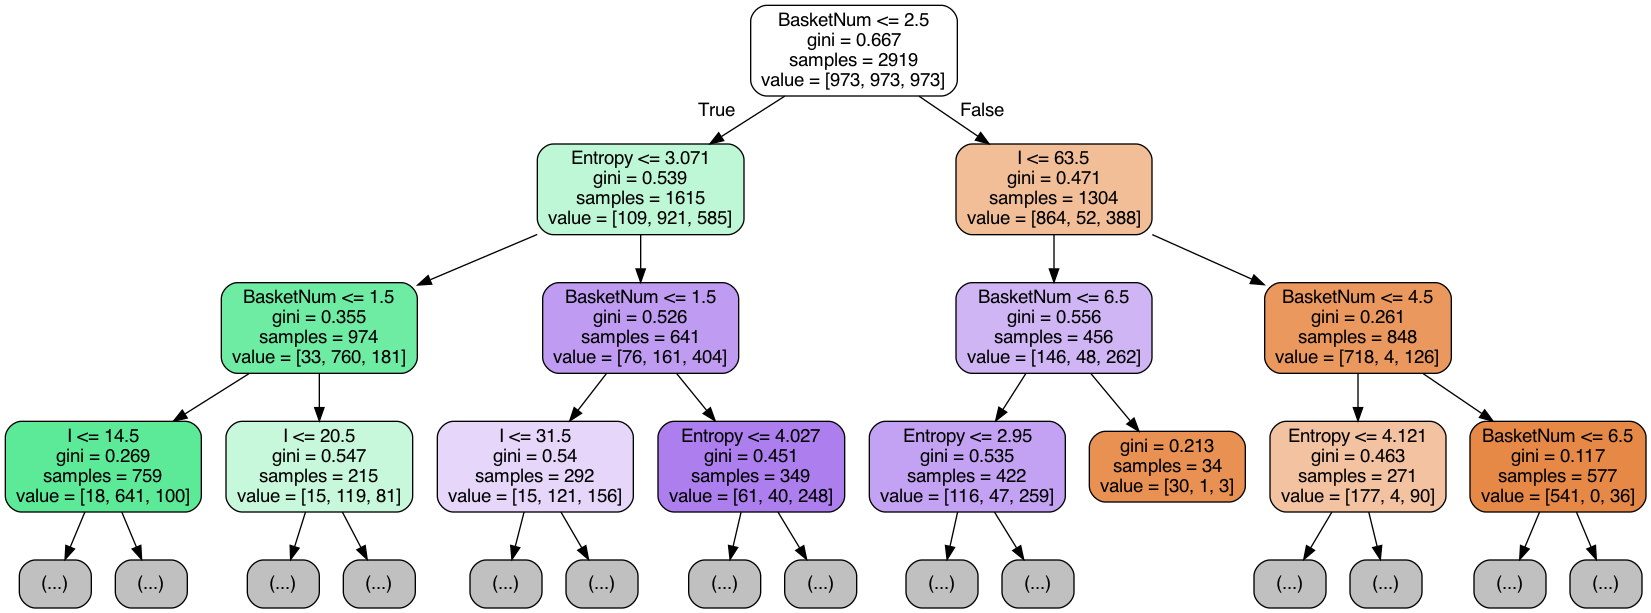 BasketNum <= 2.5
gini = 0.667
samples = 2919
value = [973, 973, 973]
True
False
Entropy <= 3.071
gini = 0.539
samples = 1615
value = [109, 921, 585]
I <= 63.5
gini = 0.471
samples = 1304
value = [864, 52, 388]
BasketNum <= 1.5
gini = 0.355
samples = 974
value = [33, 760, 181]
BasketNum <= 1.5
gini = 0.526
samples = 641
value = [76, 161, 404]
BasketNum <= 6.5
gini = 0.556
samples = 456
value = [146, 48, 262]
BasketNum <= 4.5
gini = 0.261
samples = 848
value = [718, 4, 126]
I <= 14.5
gini = 0.269
samples = 759
value = [18, 641, 100]
I <= 20.5
gini = 0.547
samples = 215
value = [15, 119, 81]
I <= 31.5
gini = 0.54
samples = 292
value = [15, 121, 156]
Entropy <= 4.027
gini = 0.451
samples = 349
value = [61, 40, 248]
Entropy <= 2.95
gini = 0.535
samples = 422
value = [116, 47, 259]
gini = 0.213
samples = 34
value = [30, 1, 3]
Entropy <= 4.121
gini = 0.463
samples = 271
value = [177, 4, 90]
BasketNum <= 6.5
gini = 0.117
samples = 577
value = [541, 0, 36]
(...)
(...)
(...)
(...)
(...)
(...)
(...)
(...)
(...)
(...)
(...)
(...)
(...)
(...)